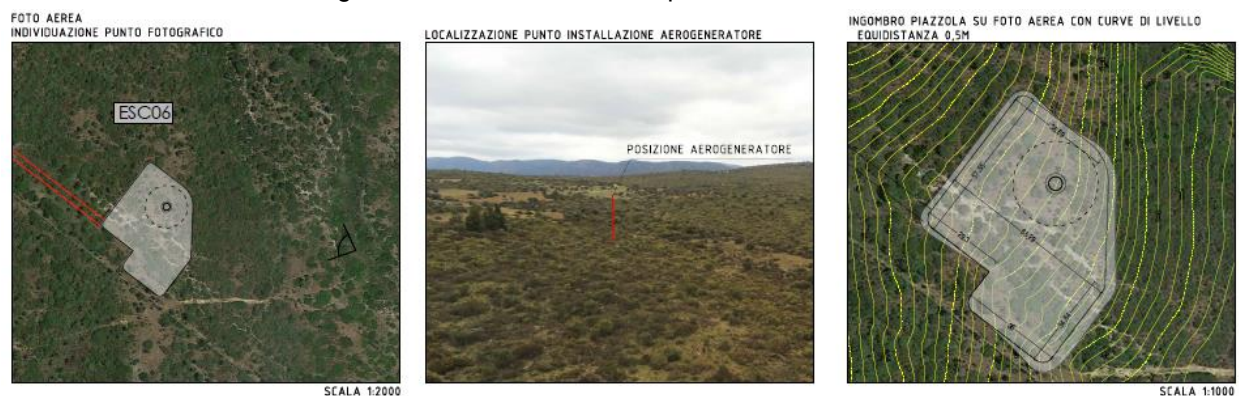 FOTO AEREA
INDIVIDUAZIONE PUNTO FOTOGRAFICO
ESC06
SCALA 1:2000
LOCALIZZAZIONE PUNTO INSTALLAZIONE AEROGENERATORE
POSIZIONE AEROGENERATORE
INGOMBRO PIAZZOLA SU FOTO AEREA CON CURVE DI LIVELLO
EQUIDISTANZA 0,5M
SCALA 1:1000